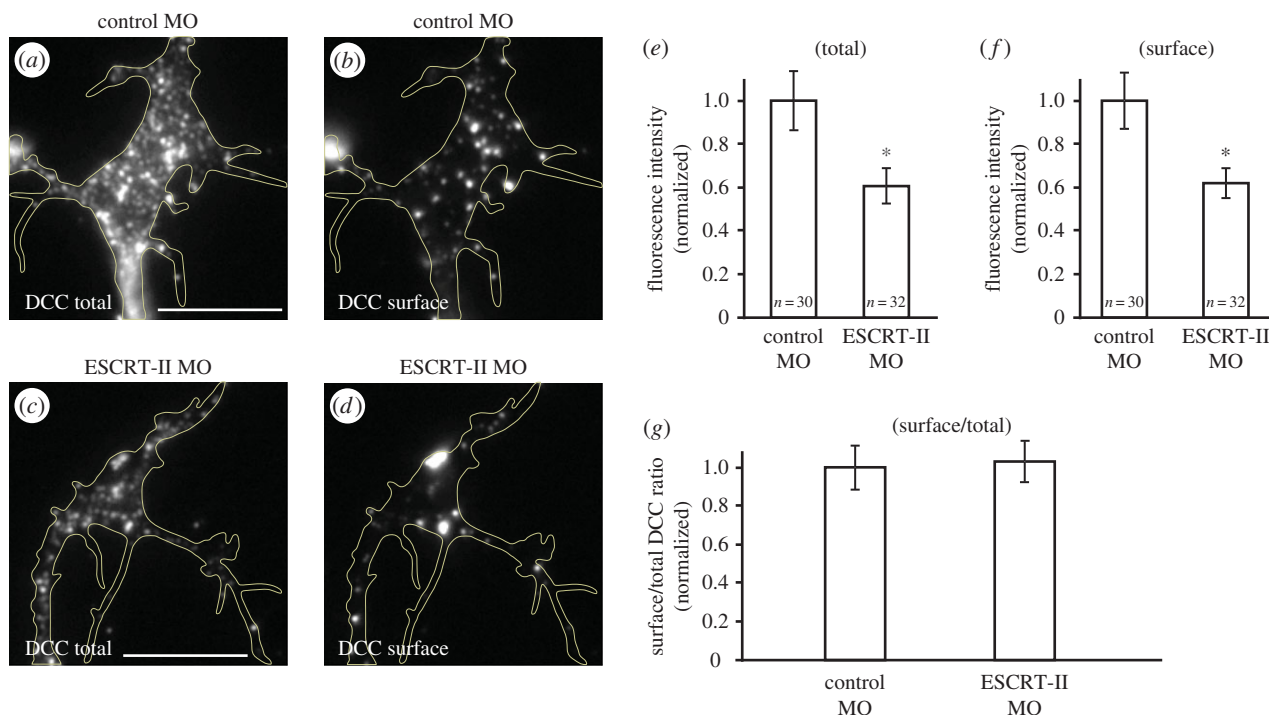 control MO
(a)
DCC total
control MO
(b)
DCC surface
ESCRT-II MO
(c)
DCC total
ESCRT-II MO
(d)
DCC surface
(e)
(total)
fluorescence intensity
(normalized)
1.0
0.8
0.6
0.4
0.2
0
*
n = 30
n = 32
control
MO
ESCRT-II
MO
(f)
(surface)
fluorescence intensity
(normalized)
1.0
0.8
0.6
0.4
0.2
0
*
n = 30
n = 32
control
MO
ESCRT-II
MO
(g)
(surface/total)
surface/total DCC ratio
(normalized)
1.0
0.8
0.6
0.4
0.2
0
control
MO
ESCRT-II
MO